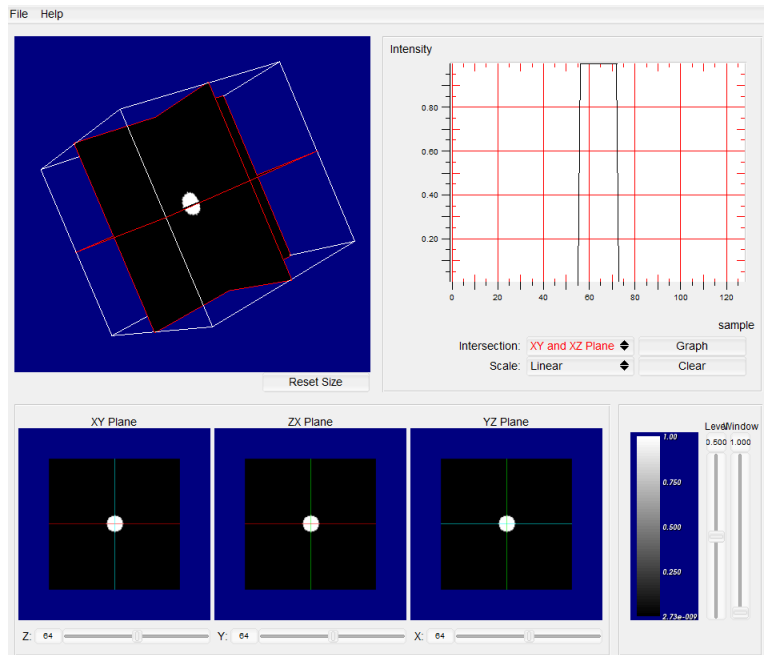 File Help
Intensity
0.80
0.60
0.40
0.20
0 20 40 60 80 100 120
sample
Intersection: XY and XZ Plane Graph
Scale: Linear Clear
Reset Size
XY Plane ZX Plane YZ Plane
Level Window
0.500 1.000
1.00
0.750
0.500
0.250
2.73e-009
Z: 64 Y: 64 X: 64